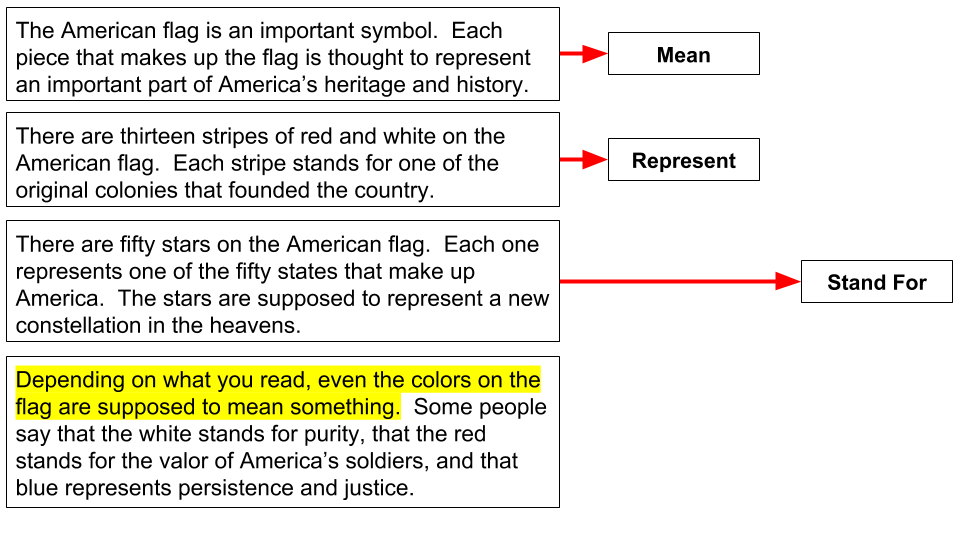 The American flag is an important symbol.  Each
piece that makes up the flag is thought to represent
an important part of America’s heritage and history.
Mean
There are thirteen stripes of red and white on the
American flag.  Each stripe stands for one of the
original colonies that founded the country.
Represent
There are fifty stars on the American flag.  Each one
represents one of the fifty states that make up
America.  The stars are supposed to represent a new
constellation in the heavens.
Stand For
Depending on what you read, even the colors on the
flag are supposed to mean something.  Some people
say that the white stands for purity, that the red
stands for the valor of America’s soldiers, and that
blue represents persistence and justice.